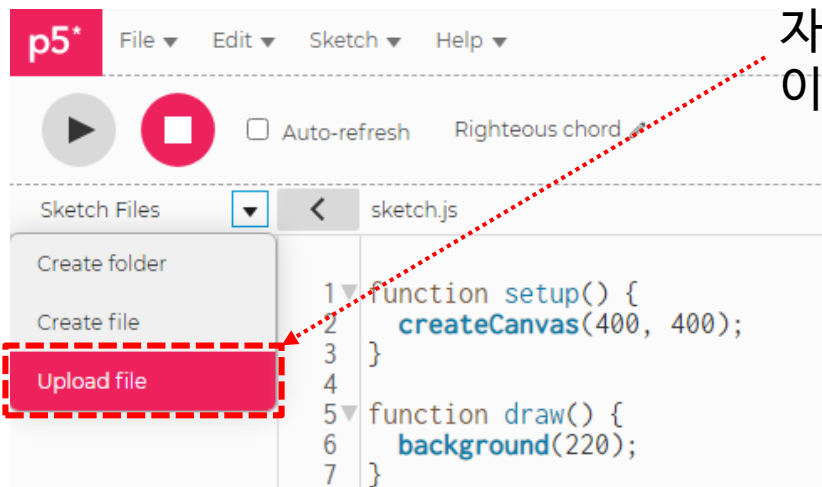 p5* File Edit Sketch Help
자
이
Auto-refresh Righteous chord
Sketch Files sketch.js
Create folder
Create file
Upload file
1 function setup() {
2 createCanvas(400, 400);
3 }
4
5 function draw() {
6 background(220);
7 }